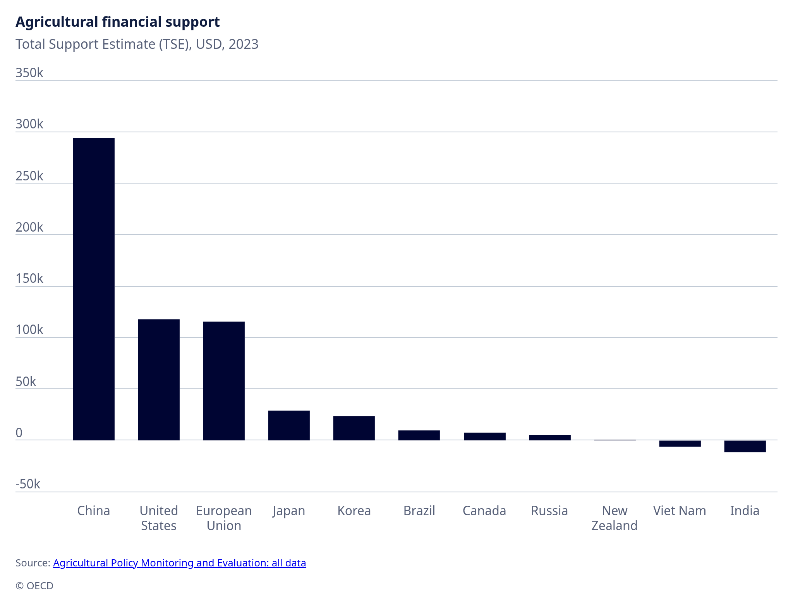 Agricultural financial support
Total Support Estimate (TSE), USD, 2023
350k
300k
250k
200k
150k
100k
50k
0
-50k
China
United States
European Union
Japan
Korea
Brazil
Canada
Russia
New Zealand
Viet Nam
India
Source: Agricultural Policy Monitoring and Evaluation: all data
© OECD